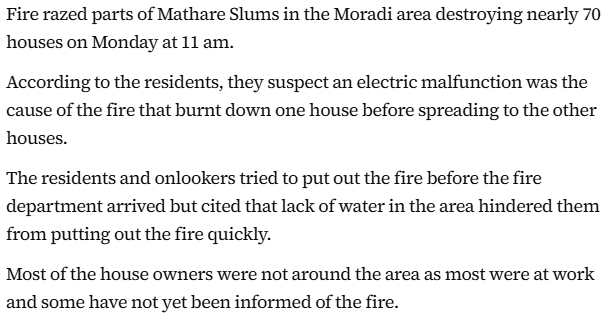 Fire razed parts of Mathare Slums in the Moradi area destroying nearly 70
houses on Monday at 11 am.
According to the residents, they suspect an electric malfunction was the
cause of the fire that burnt down one house before spreading to the other
houses.
The residents and onlookers tried to put out the fire before the fire
department arrived but cited that lack of water in the area hindered them
from putting out the fire quickly.
Most of the house owners were not around the area as most were at work
and some have not yet been informed of the fire.